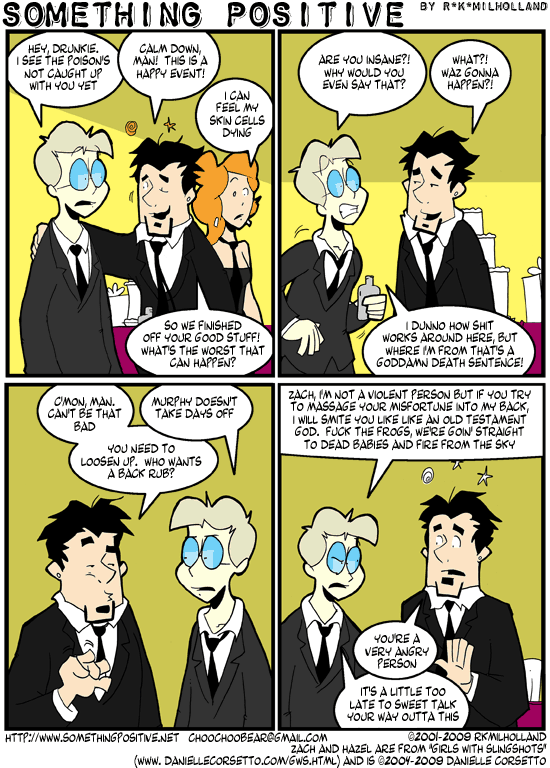 SOMETHING POSITIVE BY R*K*MILHOLLAND
HEY, DRUNKIE.
I SEE THE POISON'S
NOT CAUGHT UP
WITH YOU YET
CALM DOWN,
MAN! THIS IS A
HAPPY EVENT!
I CAN
FEEL MY
SKIN CELLS
DYING
SO WE FINISHED
OFF YOUR GOOD STUFF!
WHAT'S THE WORST THAT
CAN HAPPEN?
ARE YOU INSANE?!
WHY WOULD YOU
EVEN SAY THAT?
WHAT?!
WAZ GONNA
HAPPEN?!
I DUNNO HOW SHIT
WORKS AROUND HERE, BUT
WHERE I'M FROM THAT'S A
GODDAMN DEATH SENTENCE!
C'MON, MAN.
CAN'T BE THAT
BAD
MURPHY DOESN'T
TAKE DAYS OFF
YOU NEED TO
LOOSEN UP. WHO WANTS
A BACK RUB?
ZACH, I'M NOT A VIOLENT PERSON BUT IF YOU TRY
TO MASSAGE YOUR MISFORTUNE INTO MY BACK,
I WILL SMITE YOU LIKE LIKE AN OLD TESTAMENT
GOD. FUCK THE FROGS, WE'RE GOIN' STRAIGHT
TO DEAD BABIES AND FIRE FROM THE SKY
YOU'RE A
VERY ANGRY
PERSON
IT'S A LITTLE TOO
LATE TO SWEET TALK
YOUR WAY OUTTA THIS
HTTP://WWW.SOMETHINGPOSITIVE.NET CHOOCHOOBEAR@GMAIL.COM ©2001-2009 RKMILHOLLAND
ZACH AND HAZEL ARE FROM "GIRLS WITH SLINGSHOTS"
(WWW. DANIELLECORSETTO.COM/GWS.HTML) AND IS ©2004-2009 DANIELLE CORSETTO